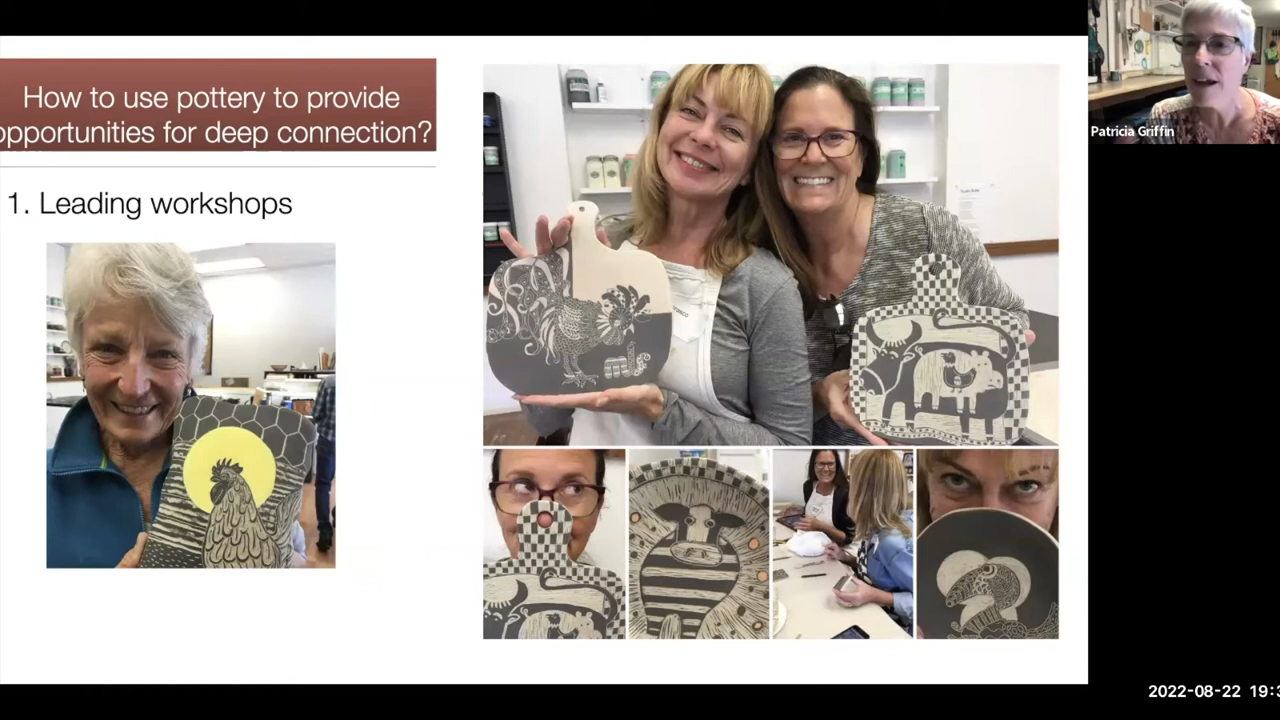 How to use pottery to provide
opportunities for deep connection?
1. Leading workshops
Patricia Griffin
2022-08-22 19:3